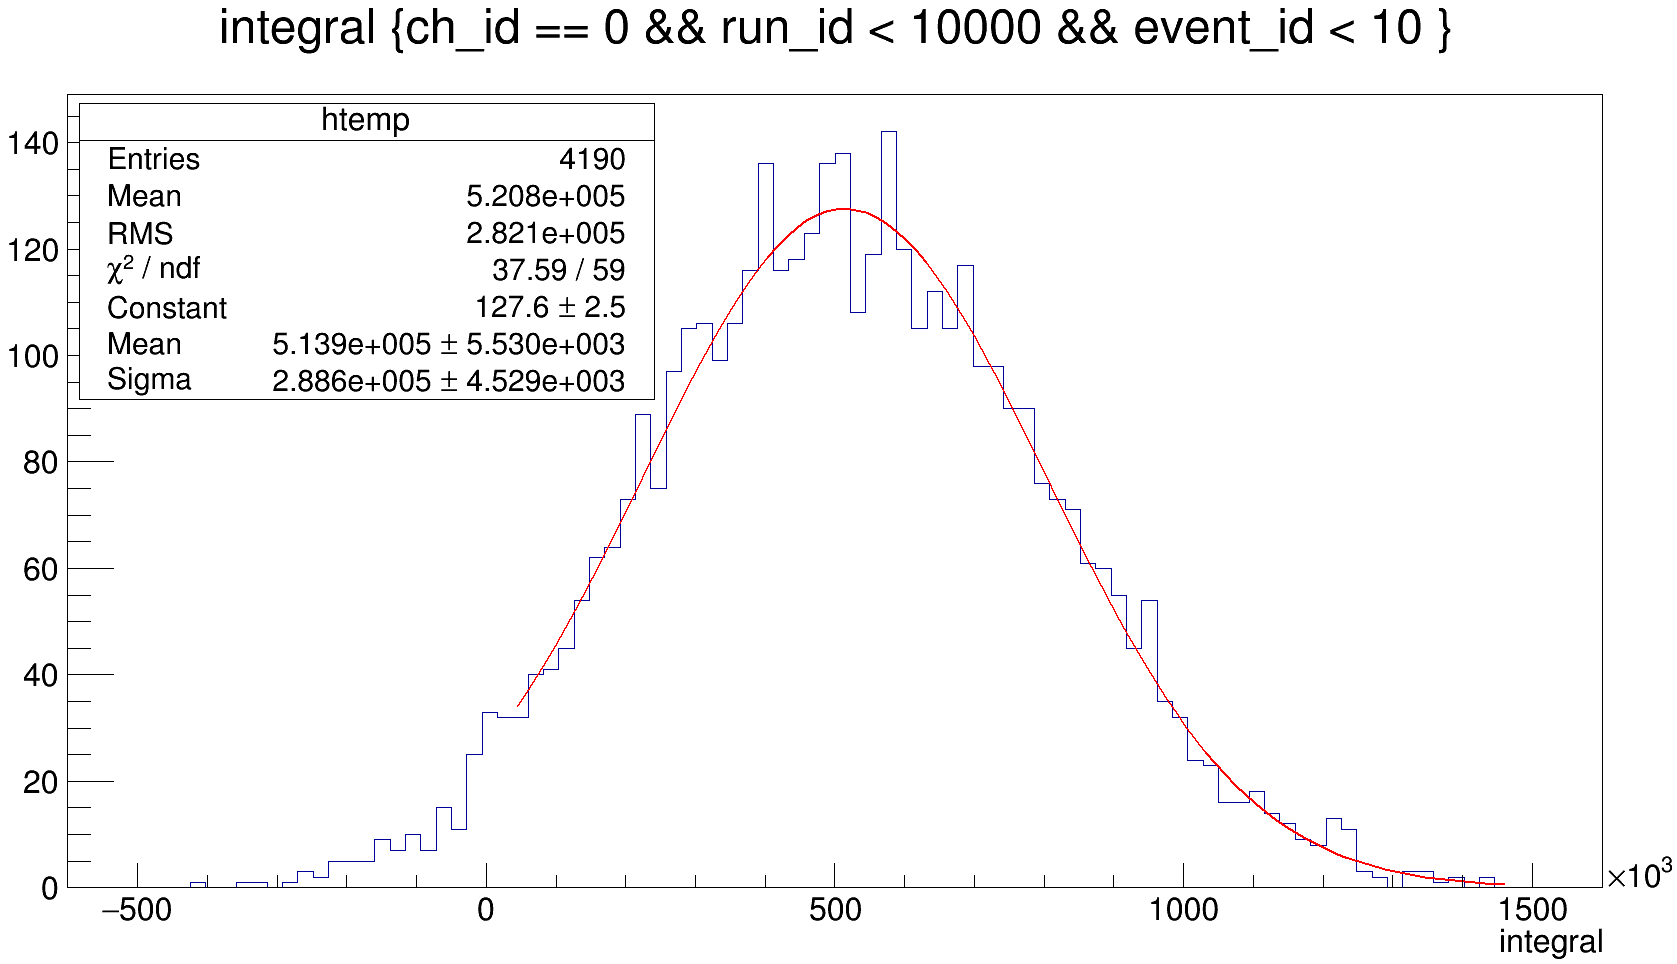 integral {ch_id == 0 && run_id < 10000 && event_id < 10 }
htemp
Entries 4190
Mean 5.208e+005
RMS 2.821e+005
χ² / ndf 37.59 / 59
Constant 127.6 ± 2.5
Mean 5.139e+005 ± 5.530e+003
Sigma 2.886e+005 ± 4.529e+003
140
120
100
80
60
40
20
0
−500 0 500 1000 1500
×10³
integral